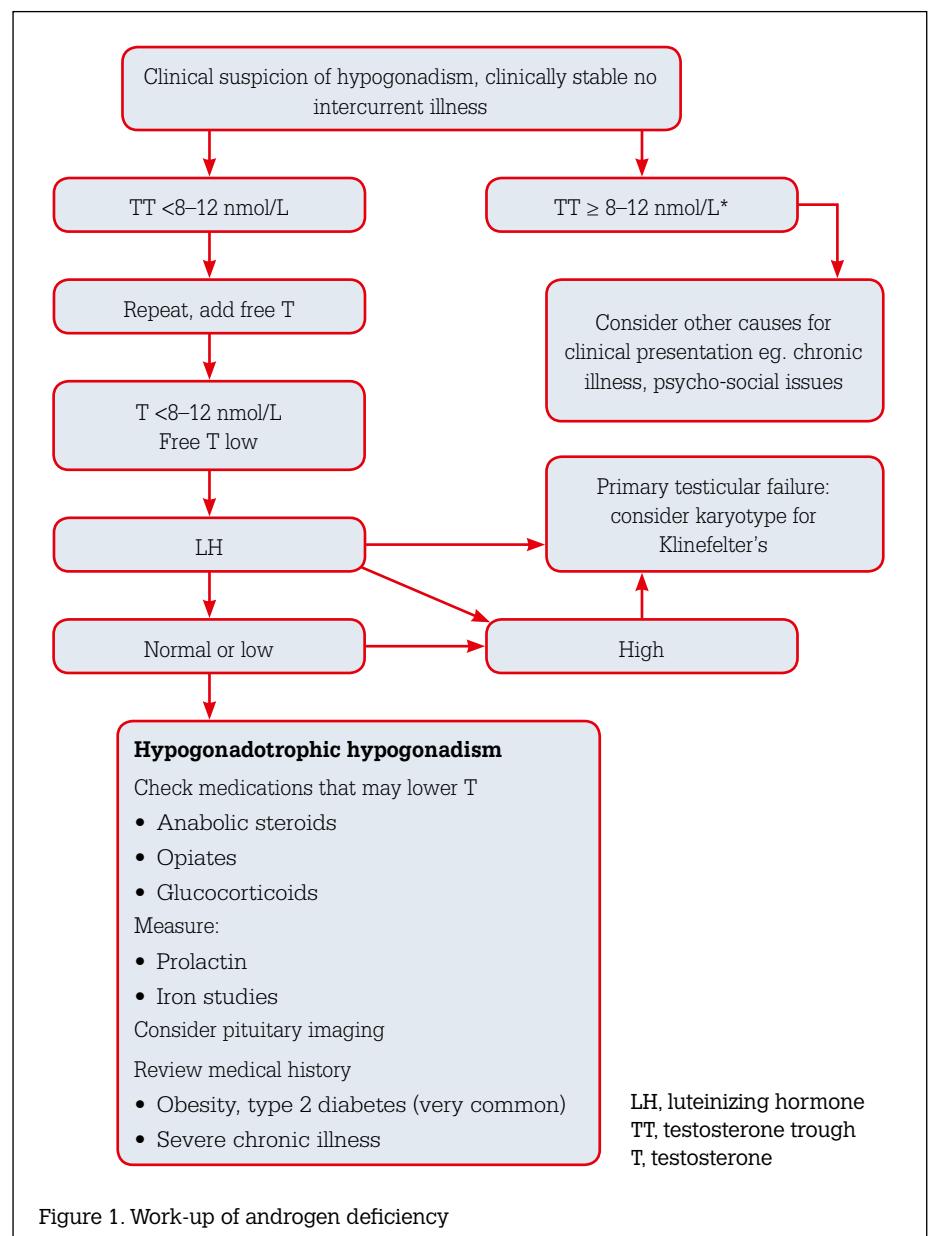 Clinical suspicion of hypogonadism, clinically stable no
intercurrent illness
TT <8–12 nmol/L
TT ≥ 8–12 nmol/L*
Repeat, add free T
Consider other causes for
clinical presentation eg. chronic
illness, psycho-social issues
T <8–12 nmol/L
Free T low
Primary testicular failure:
consider karyotype for
Klinefelter's
LH
Normal or low
High
Hypogonadotrophic hypogonadism
Check medications that may lower T
• Anabolic steroids
• Opiates
• Glucocorticoids
Measure:
• Prolactin
• Iron studies
Consider pituitary imaging
Review medical history
• Obesity, type 2 diabetes (very common)
• Severe chronic illness
LH, luteinizing hormone
TT, testosterone trough
T, testosterone
Figure 1. Work-up of androgen deficiency